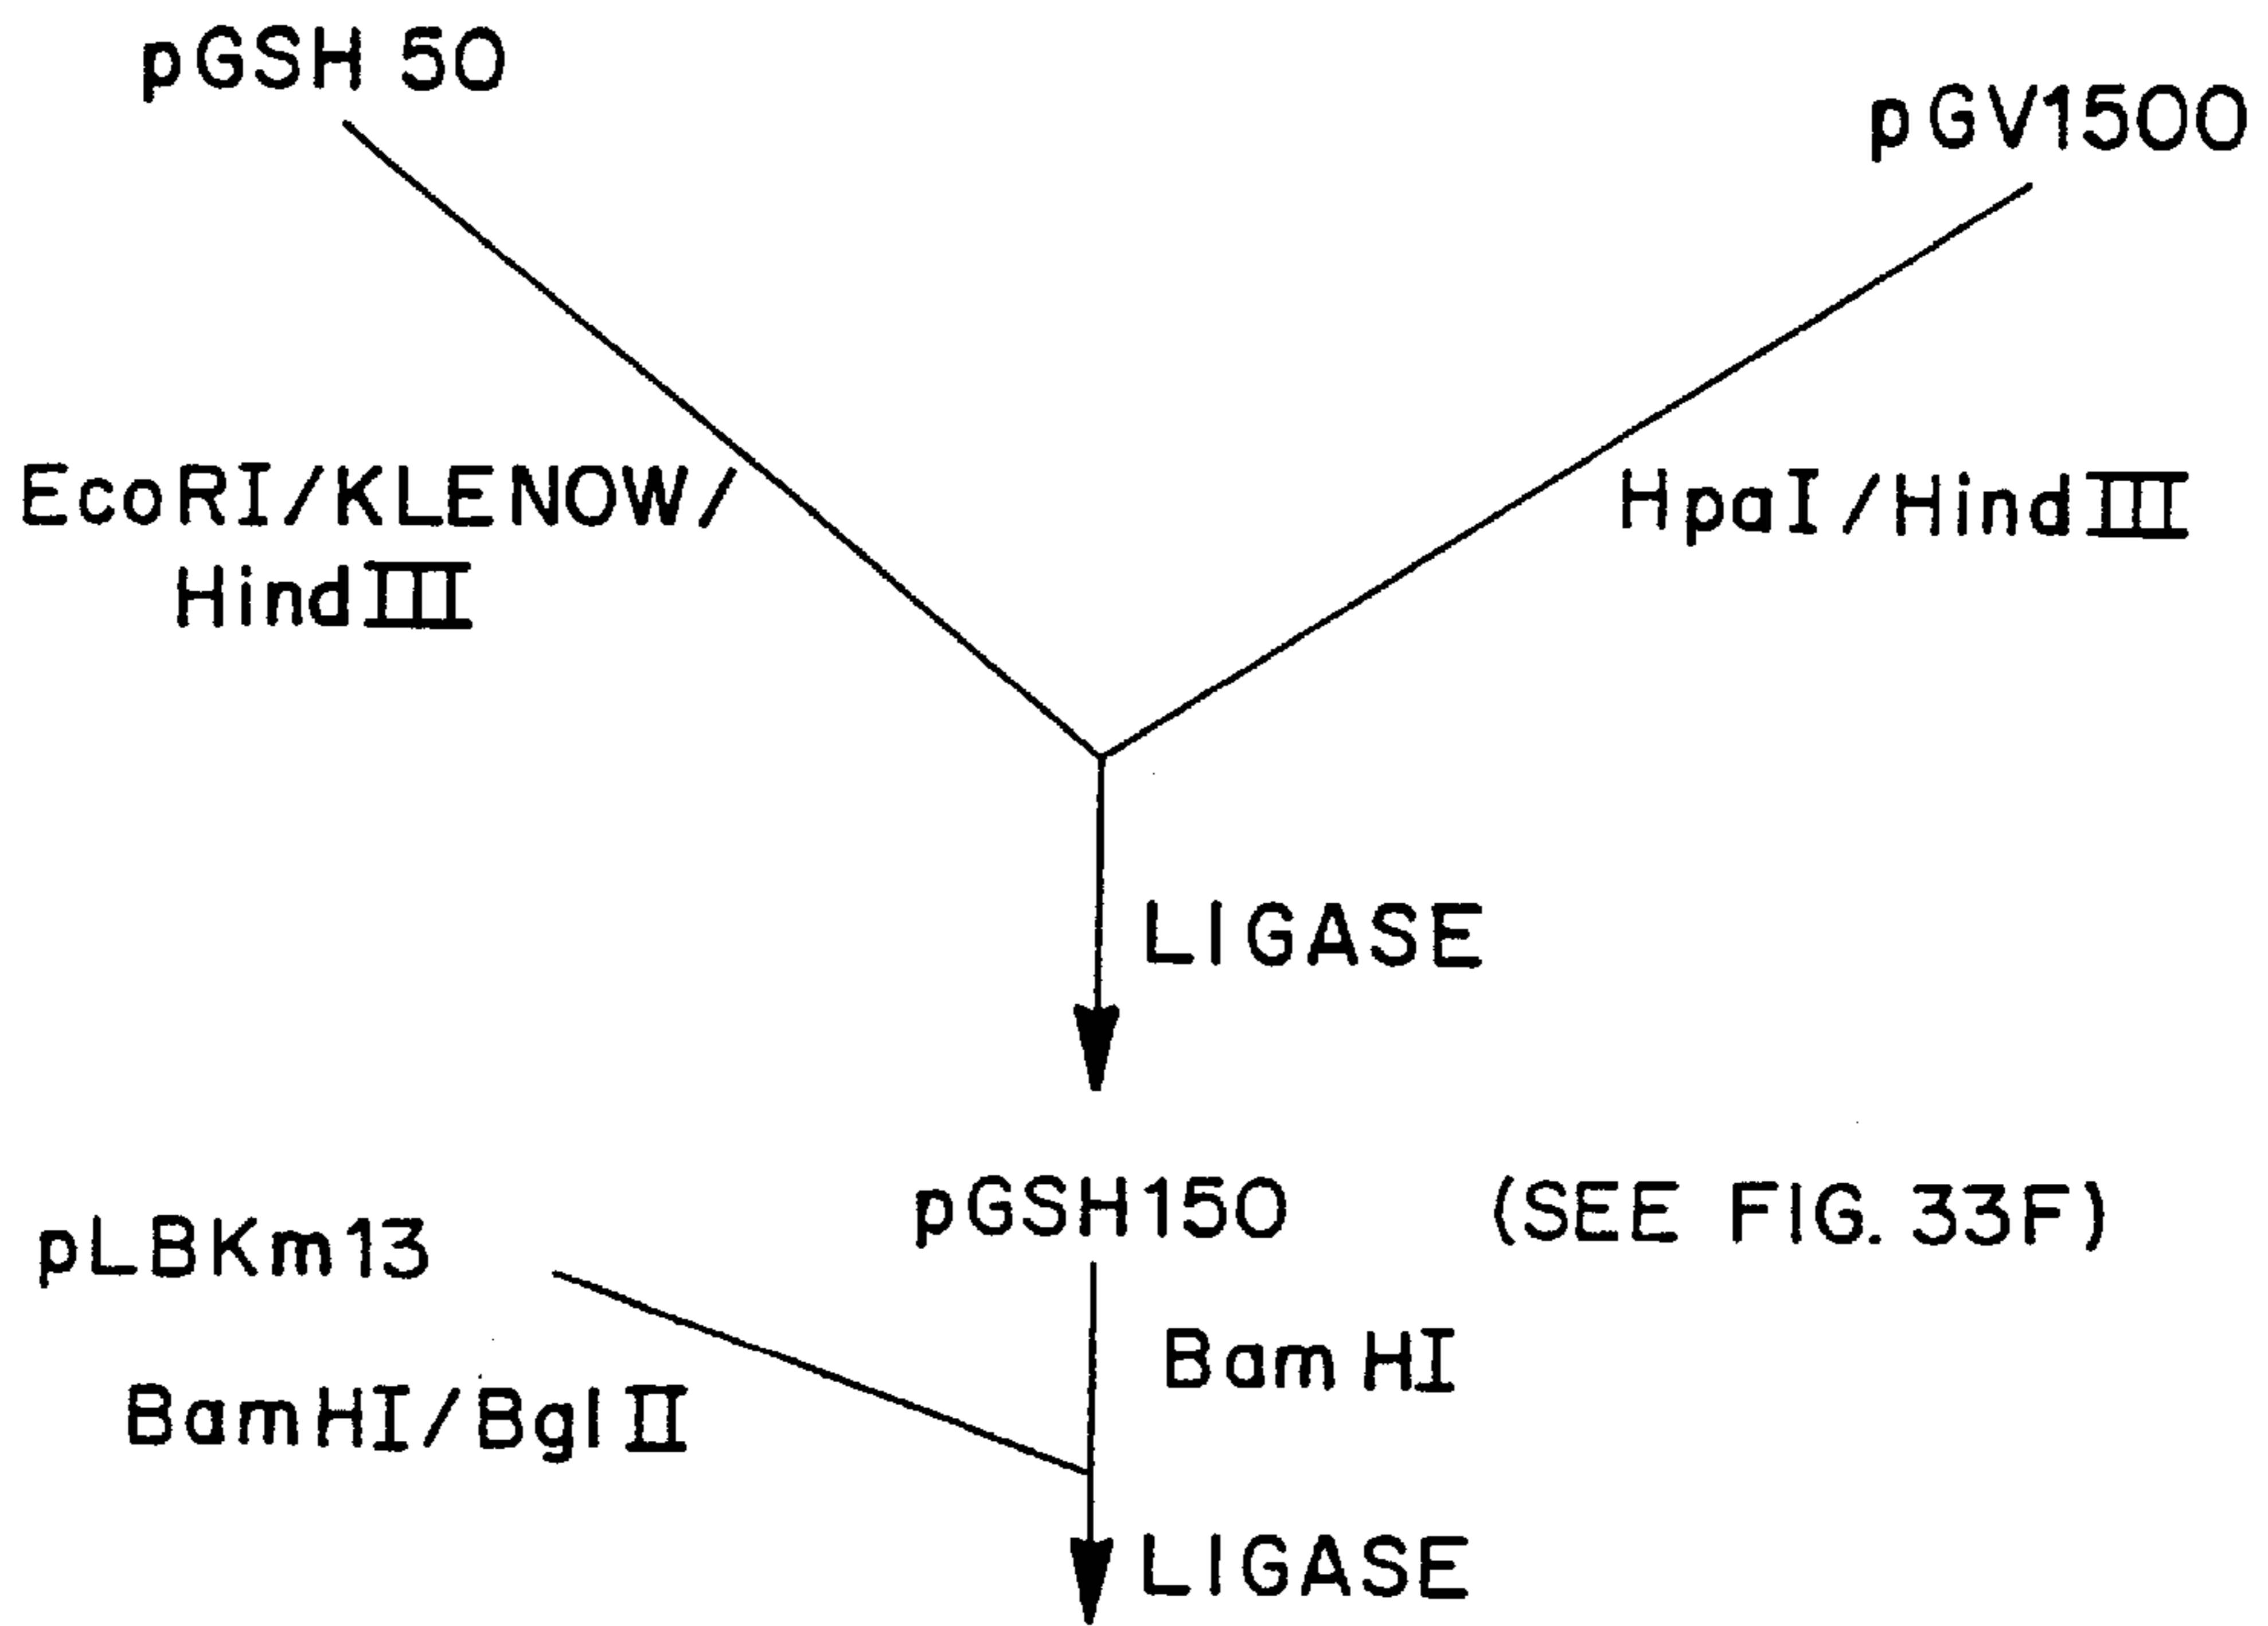 pGSH 50
pGV1500
EcoRI/KLENOW/
HindIII
HpaI/HindIII
LIGASE
pGSH150 (SEE FIG. 33F)
pLBKm13
BamHI
BamHI/BglII
LIGASE